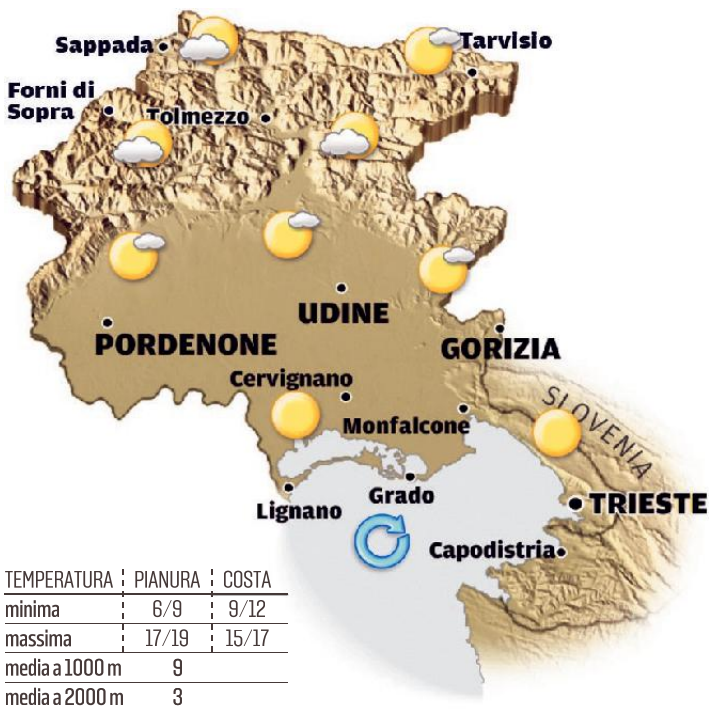 Sappada
Tarvisio
Forni di
Sopra
Tolmezzo
UDINE
PORDENONE
GORIZIA
Cervignano
Monfalcone
SLOVENIA
Lignano
Grado
TRIESTE
Capodistria
TEMPERATURA PIANURA COSTA
minima 6/9 9/12
massima 17/19 15/17
media a 1000 m 9
media a 2000 m 3